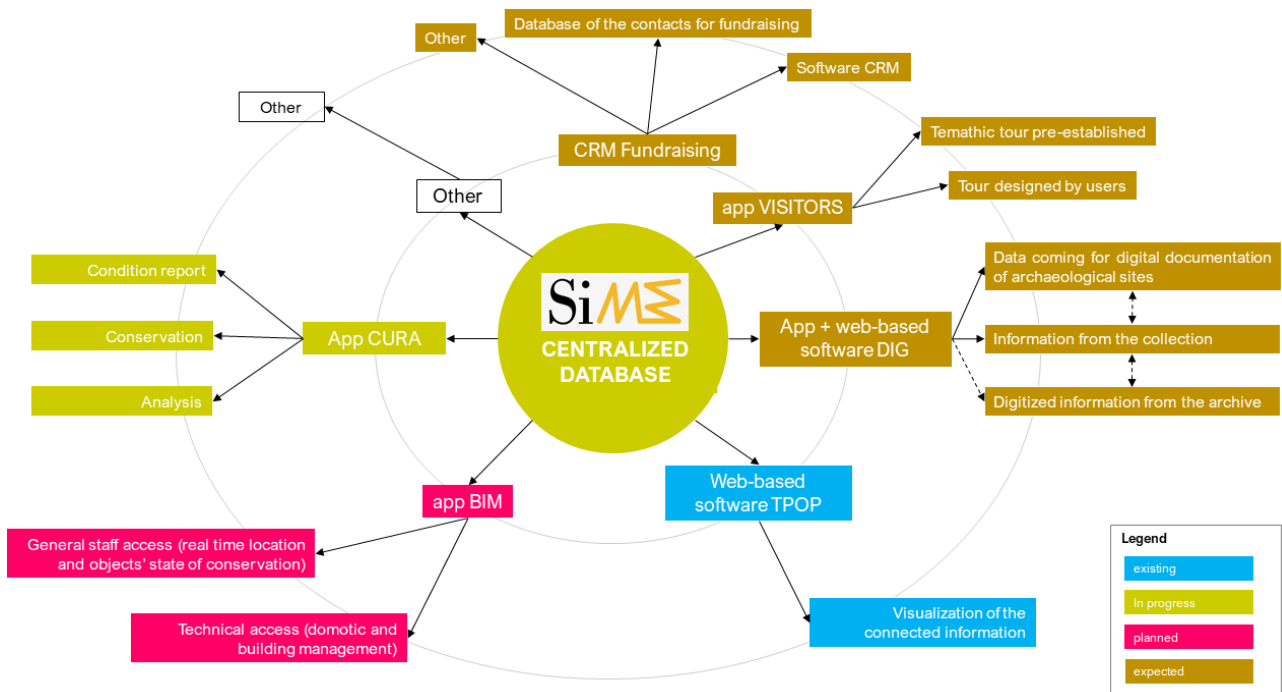 Database of the contacts for fundraising
Other
Software CRM
Other
CRM Fundraising
Temathic tour pre-established
Other
app VISITORS
Tour designed by users
Condition report
Conservation
Analysis
App CURA
SiME
CENTRALIZED
DATABASE
App + web-based
software DIG
Data coming for digital documentation
of archaeological sites
Information from the collection
Digitized information from the archive
app BIM
General staff access (real time location
and objects' state of conservation)
Technical access (domotic and
building management)
Web-based
software TPOP
Visualization of the
connected information
Legend
existing
In progress
planned
expected